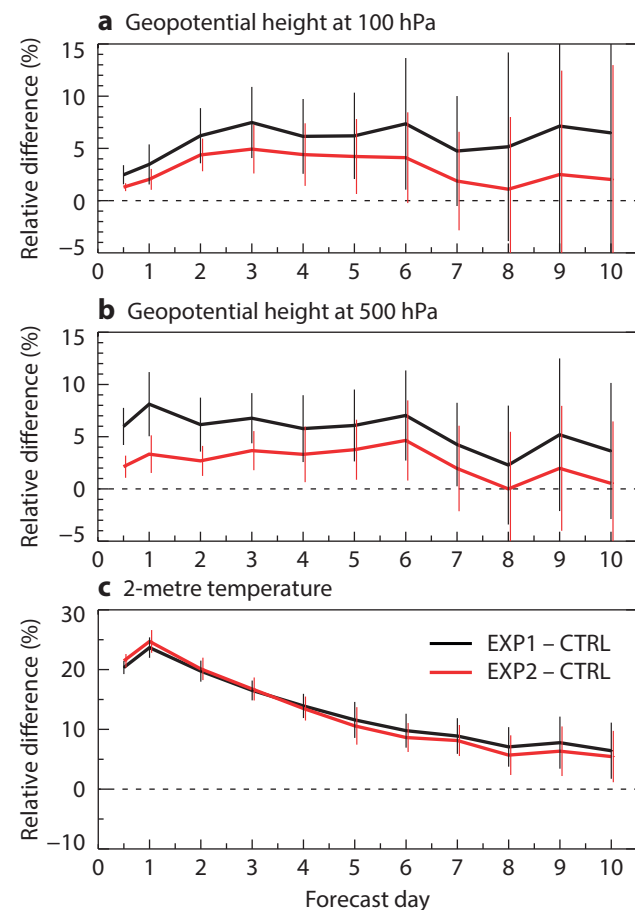 a Geopotential height at 100 hPa
Relative difference (%)
15
10
5
0
−5
0 1 2 3 4 5 6 7 8 9 10
b Geopotential height at 500 hPa
Relative difference (%)
15
10
5
0
−5
0 1 2 3 4 5 6 7 8 9 10
c 2-metre temperature
Relative difference (%)
30
20
10
0
−10
EXP1 – CTRL
EXP2 – CTRL
0 1 2 3 4 5 6 7 8 9 10
Forecast day